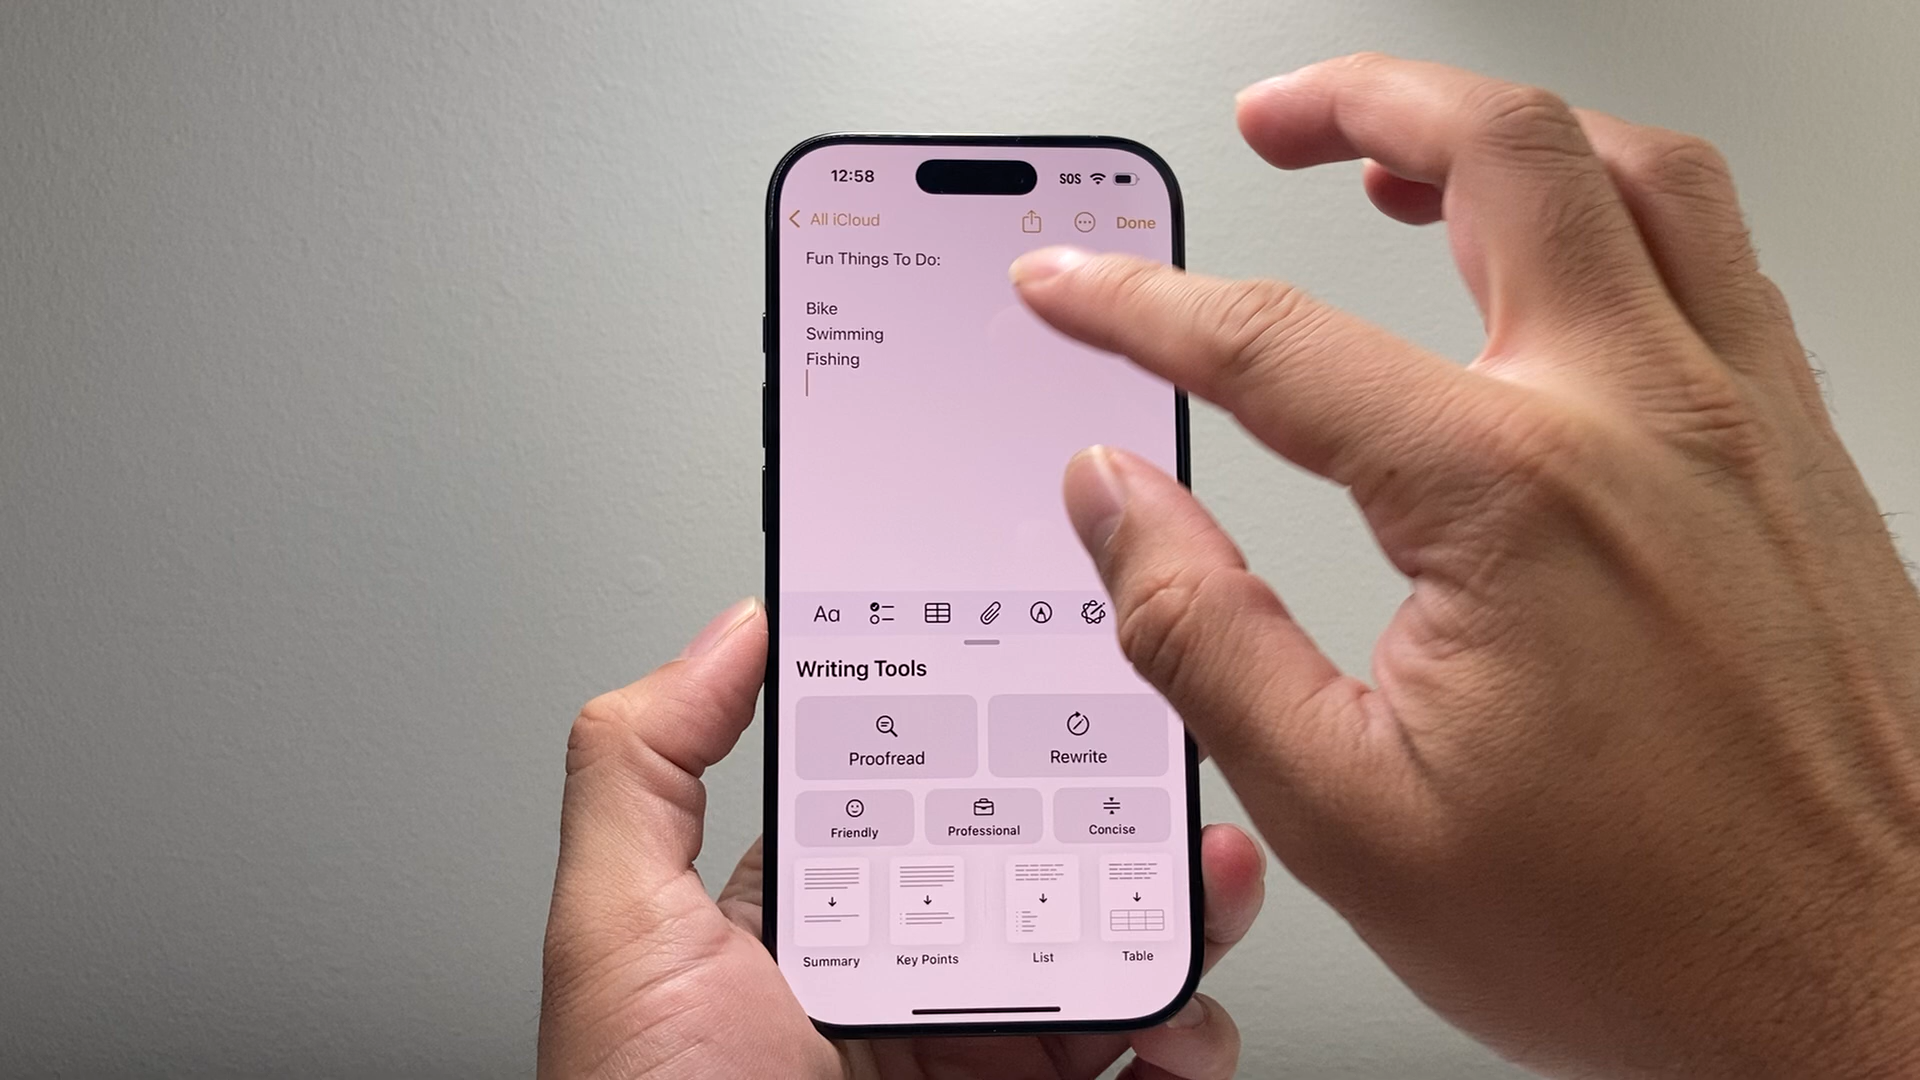 12:58 SOS
All iCloud Done
Fun Things To Do:
Bike
Swimming
Fishing
Aa
Writing Tools
Proofread Rewrite
Friendly Professional Concise
Summary Key Points List Table